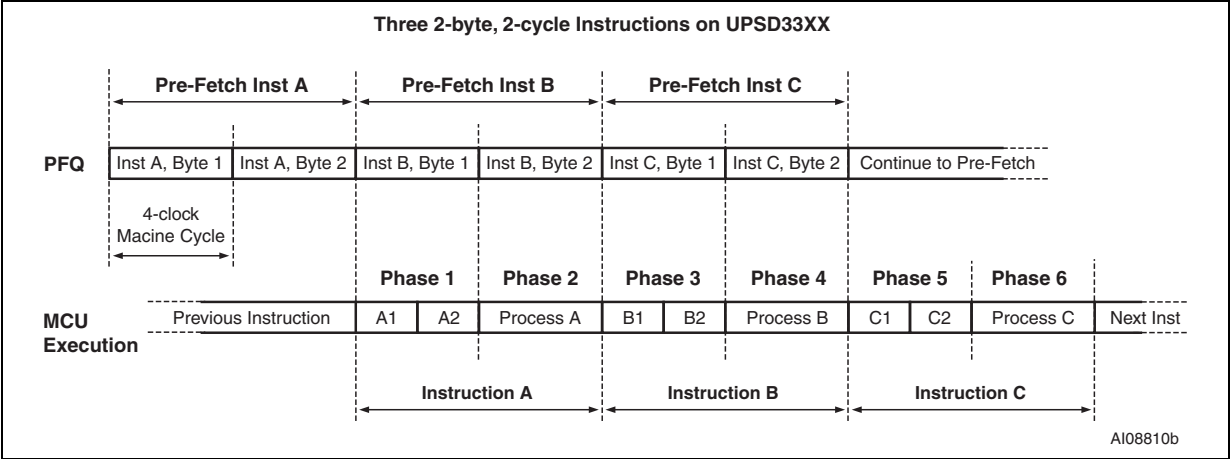 Three 2-byte, 2-cycle Instructions on UPSD33XX
Pre-Fetch Inst A Pre-Fetch Inst B Pre-Fetch Inst C
PFQ Inst A, Byte 1 Inst A, Byte 2 Inst B, Byte 1 Inst B, Byte 2 Inst C, Byte 1 Inst C, Byte 2 Continue to Pre-Fetch
4-clock
Macine Cycle
Phase 1 Phase 2 Phase 3 Phase 4 Phase 5 Phase 6
MCU Previous Instruction A1 A2 Process A B1 B2 Process B C1 C2 Process C Next Inst
Execution
Instruction A Instruction B Instruction C
AI08810b